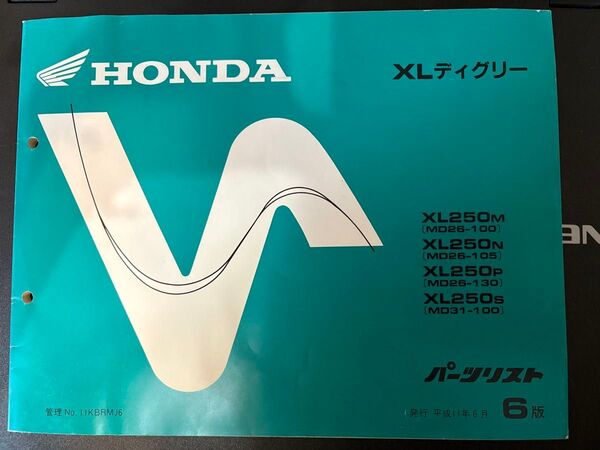 HONDA
XLディグリー
XL250M
(MD26-100)
XL250N
(MD26-105)
XL250P
(MD26-130)
XL250S
(MD31-100)
パーツリスト
管理No.11KBRMJ6
発行 平成11年6月 6版